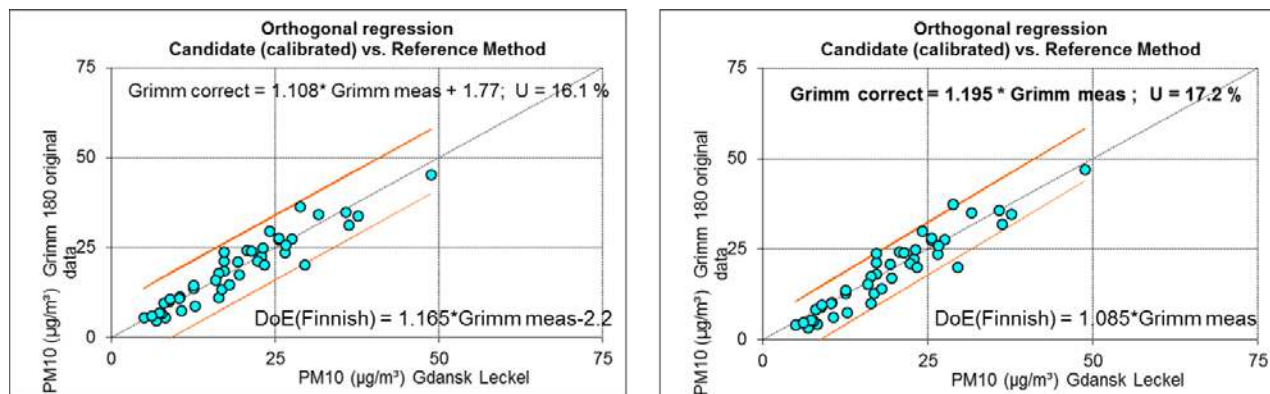 Orthogonal regression
Candidate (calibrated) vs. Reference Method
75
Grimm correct = 1.108* Grimm meas + 1.77; U = 16.1 %
50
25
0
PM10 (µg/m³) Grimm 180 original
data
DoE(Finnish) = 1.165*Grimm meas-2.2
0
25
50
75
PM10 (µg/m³) Gdansk Leckel
Orthogonal regression
Candidate (calibrated) vs. Reference Method
75
Grimm correct = 1.195 * Grimm meas ; U = 17.2 %
50
25
0
PM10 (µg/m³) Grimm 180 original
data
DoE(Finnish) = 1.085*Grimm meas
0
25
50
75
PM10 (µg/m³) Gdansk Leckel